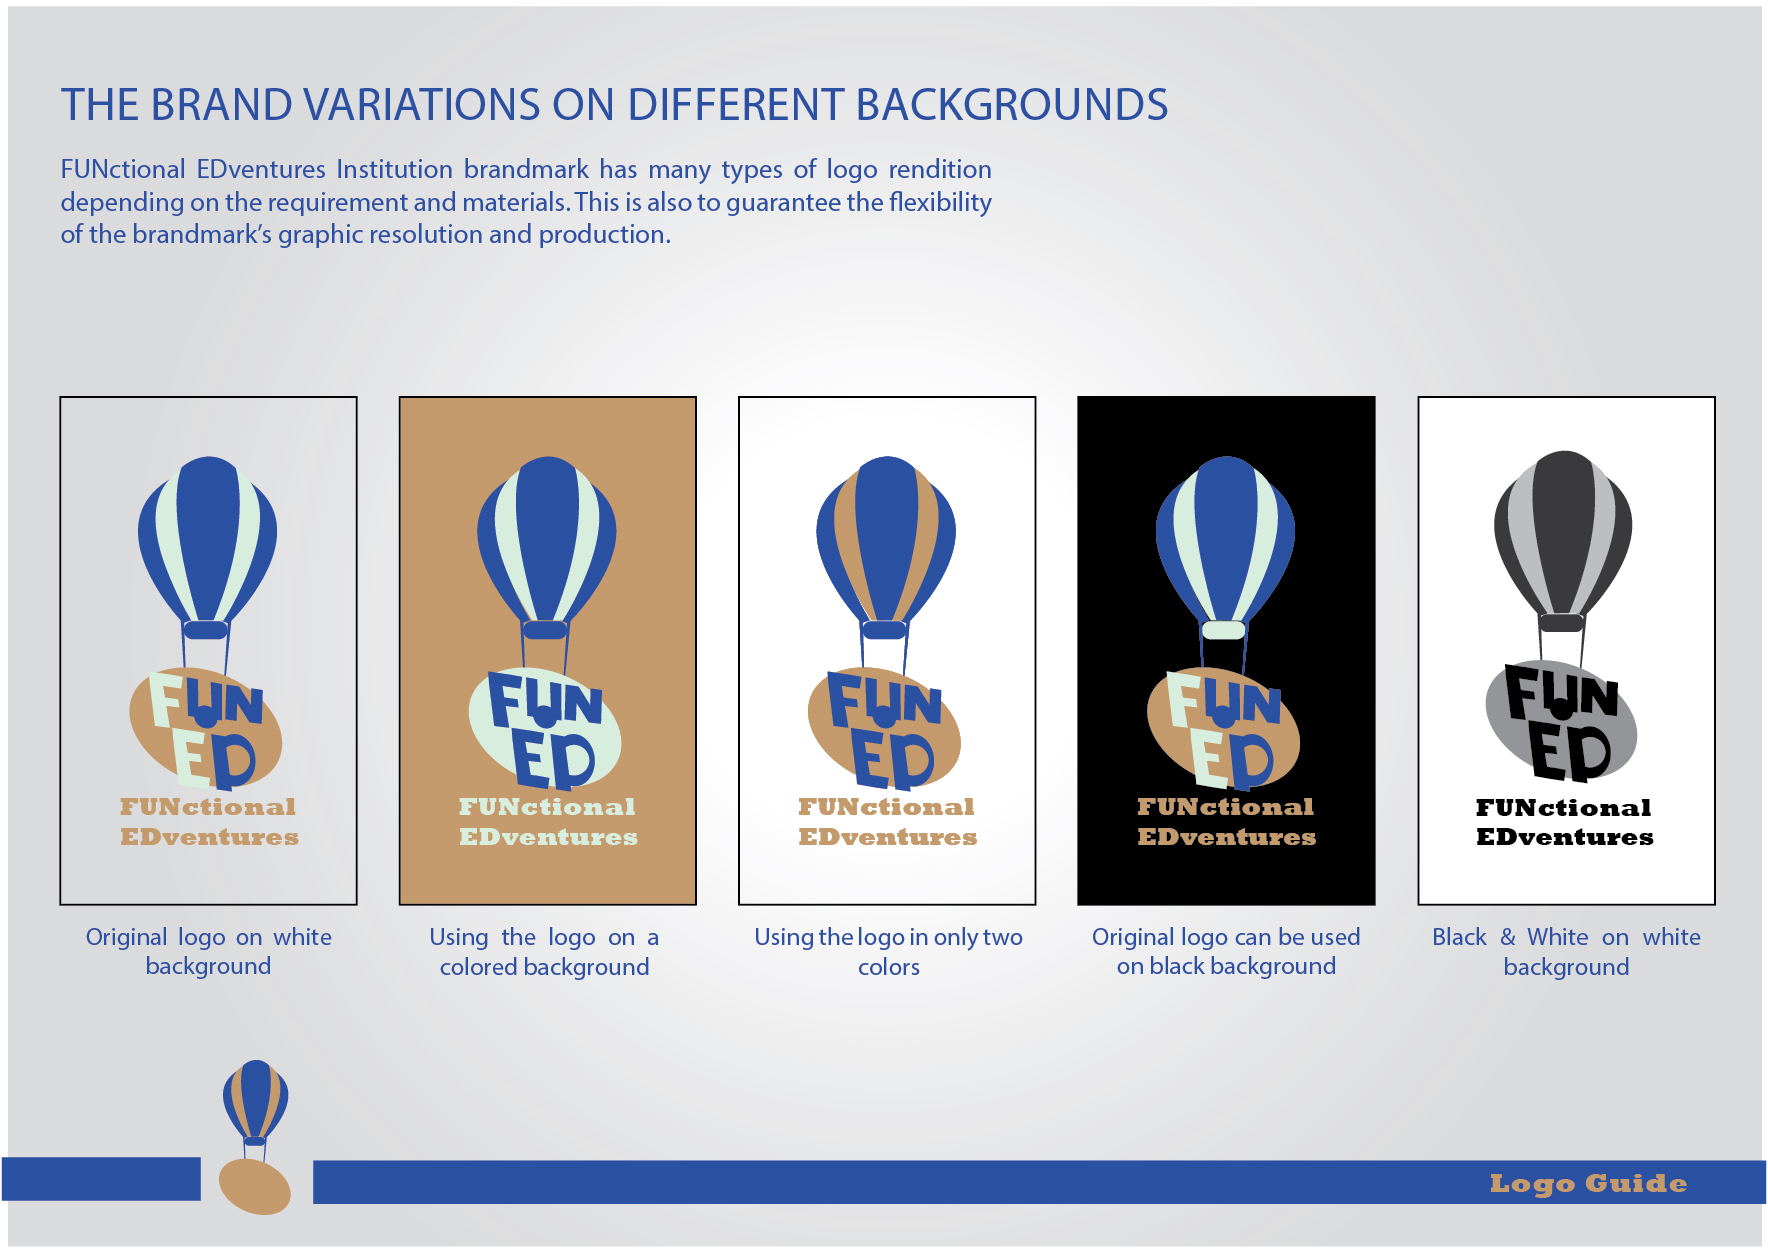 THE BRAND VARIATIONS ON DIFFERENT BACKGROUNDS
FUNctional EDventures Institution brandmark has many types of logo rendition
depending on the requirement and materials. This is also to guarantee the flexibility
of the brandmark's graphic resolution and production.
FUN
ED
FUNctional
EDventures
Original logo on white
background
FUN
ED
FUNctional
EDventures
Using the logo on a
colored background
FUN
ED
FUNctional
EDventures
Using the logo in only two
colors
FUN
ED
FUNctional
EDventures
Original logo can be used
on black background
FUN
ED
FUNctional
EDventures
Black & White on white
background
Logo Guide